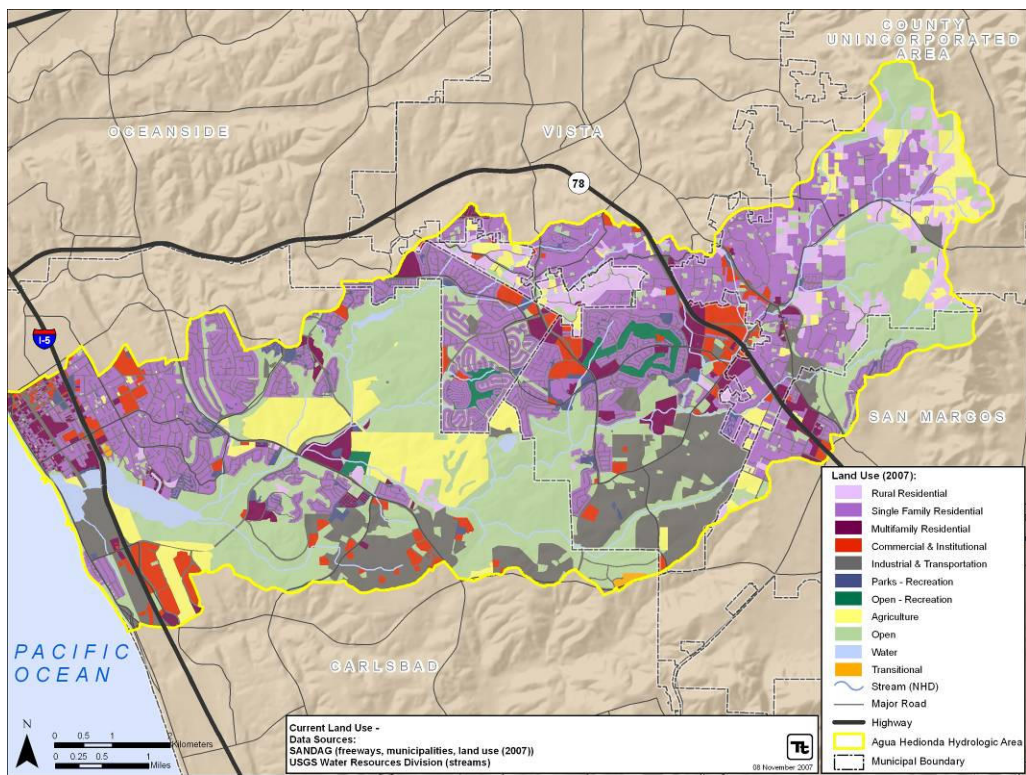 COUNTY
UNINCORPORATED
AREA
OCEANSIDE
VISTA
78
I-5
SAN MARCOS
CARLSBAD
PACIFIC
OCEAN
Land Use (2007):
Rural Residential
Single Family Residential
Multifamily Residential
Commercial & Institutional
Industrial & Transportation
Parks - Recreation
Open - Recreation
Agriculture
Open
Water
Transitional
Stream (NHD)
Major Road
Highway
Agua Hedionda Hydrologic Area
Municipal Boundary
N
0 0.5 1 2
Kilometers
0 0.25 0.5 1
Miles
Current Land Use -
Data Sources:
SANDAG (freeways, municipalities, land use (2007))
USGS Water Resources Division (streams)
Tt
08 November 2007